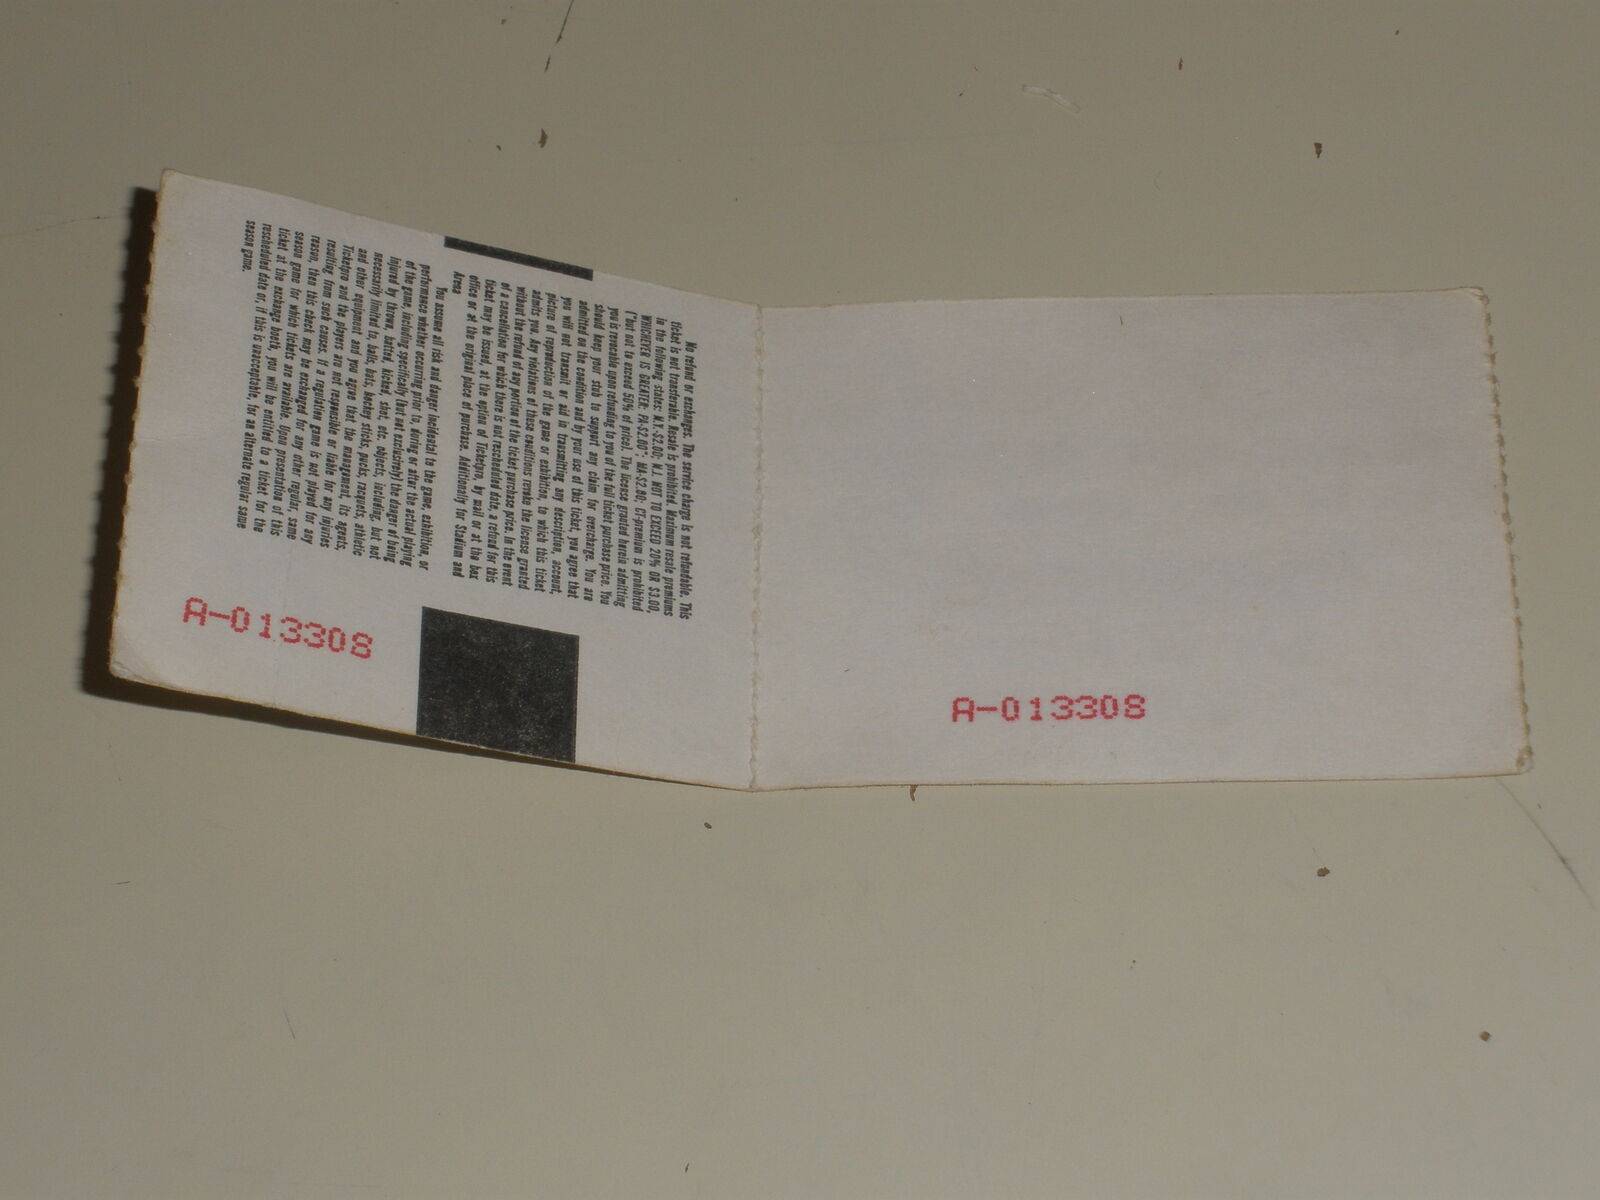 No refund or exchanges. The service charge is not refundable. This
ticket is not transferable. Resale is prohibited. Maximum resale premiums
in the following states: N.Y.-$2.00; N.J. NOT TO EXCEED 20% OR $3.00,
WHICHEVER IS GREATER: PA-$2.00*; MA-$2.00; CT-premium is prohibited
(*but not to exceed 50% of price). The license granted herein admitting
you is revocable upon refunding to you of the full ticket purchase price. You
should keep your stub to support any claim for overcharge. You are
admitted on the condition and by your use of this ticket, you agree that
you will not transmit or aid in transmitting any description, account,
picture of reproduction of the game or exhibition, to which this ticket
admits you. Any violations of these conditions revoke the license granted
without the refund of any portion of the ticket purchase price. In the event
of a cancellation for which there is not rescheduled date, a refund for this
ticket may be issued, at the option of Ticketpro, by mail or at the box
office or at the original place of purchase. Additionally for Stadium and
Arena
You assume all risk and danger incidental to the game, exhibition, or
performance whether occurring prior to, during or after the actual playing
of the game, including specifically (but not exclusively) the danger of being
injured by thrown, batted, kicked, shot, etc. objects, including, but not
necessarily limited to, balls, bats, hockey sticks, pucks, racquets, athletic
and other equipment and you agree that the management, its agents,
Ticketpro and the players are not responsible or liable for any injuries
resulting from such causes. If a regulation game is not played for any
reason, then this check may be exchanged for any other regular, same
season game for which tickets are available. Upon presentation of this
ticket at the exchange booth, you will be entitled to a ticket for the
rescheduled date or, if this is unacceptable, for an alternate regular same
season game.
A-013308
A-013308